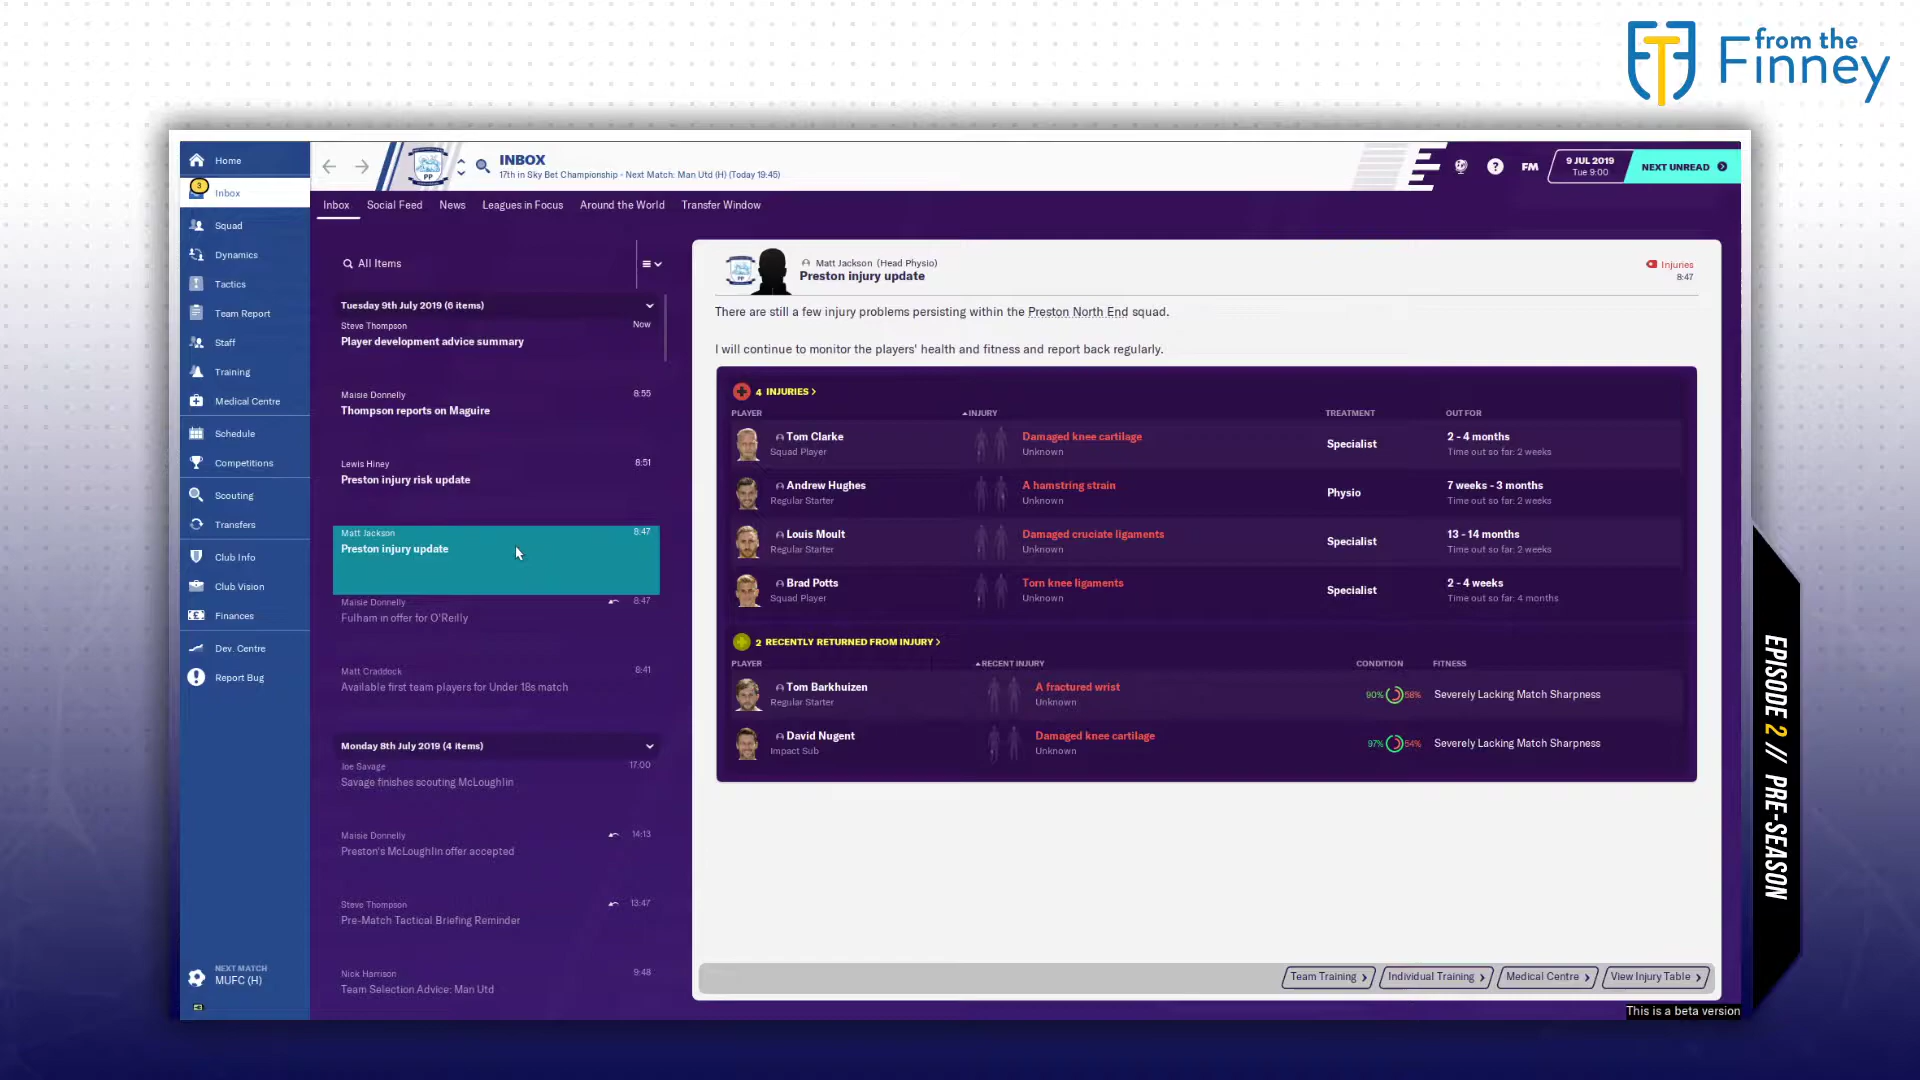 from the
Finney
Home
3
Inbox
Squad
Dynamics
Tactics
Team Report
Staff
Training
Medical Centre
Schedule
Competitions
Scouting
Transfers
Club Info
Club Vision
Finances
Dev. Centre
Report Bug
NEXT MATCH
MUFC (H)
PP
INBOX
17th in Sky Bet Championship - Next Match: Man Utd (H) (Today 19:45)
?
FM
9 JUL 2019
Tue 9:00
NEXT UNREAD
Inbox Social Feed News Leagues in Focus Around the World Transfer Window
All Items
Tuesday 9th July 2019 (6 items)
Steve Thompson Now
Player development advice summary
Maisie Donnelly 8:55
Thompson reports on Maguire
Lewis Hiney 8:51
Preston injury risk update
Matt Jackson 8:47
Preston injury update
Maisie Donnelly 8:47
Fulham in offer for O'Reilly
Matt Craddock 8:41
Available first team players for Under 18s match
Monday 8th July 2019 (4 items)
Joe Savage 17:00
Savage finishes scouting McLoughlin
Maisie Donnelly 14:13
Preston's McLoughlin offer accepted
Steve Thompson 13:47
Pre-Match Tactical Briefing Reminder
Nick Harrison 9:48
Team Selection Advice: Man Utd
PP
Matt Jackson (Head Physio)
Preston injury update
Injuries
8:47
There are still a few injury problems persisting within the Preston North End squad.
I will continue to monitor the players' health and fitness and report back regularly.
4 INJURIES >
PLAYER INJURY TREATMENT OUT FOR
Tom Clarke Damaged knee cartilage Specialist 2 - 4 months
Squad Player Unknown Time out so far: 2 weeks
Andrew Hughes A hamstring strain Physio 7 weeks - 3 months
Regular Starter Unknown Time out so far: 2 weeks
Louis Moult Damaged cruciate ligaments Specialist 13 - 14 months
Regular Starter Unknown Time out so far: 2 weeks
Brad Potts Torn knee ligaments Specialist 2 - 4 weeks
Squad Player Unknown Time out so far: 4 months
2 RECENTLY RETURNED FROM INJURY >
PLAYER RECENT INJURY CONDITION FITNESS
Tom Barkhuizen A fractured wrist 90% 58% Severely Lacking Match Sharpness
Regular Starter Unknown
David Nugent Damaged knee cartilage 97% 54% Severely Lacking Match Sharpness
Impact Sub Unknown
Team Training > Individual Training > Medical Centre > View Injury Table >
This is a beta version
EPISODE 2 // PRE-SEASON